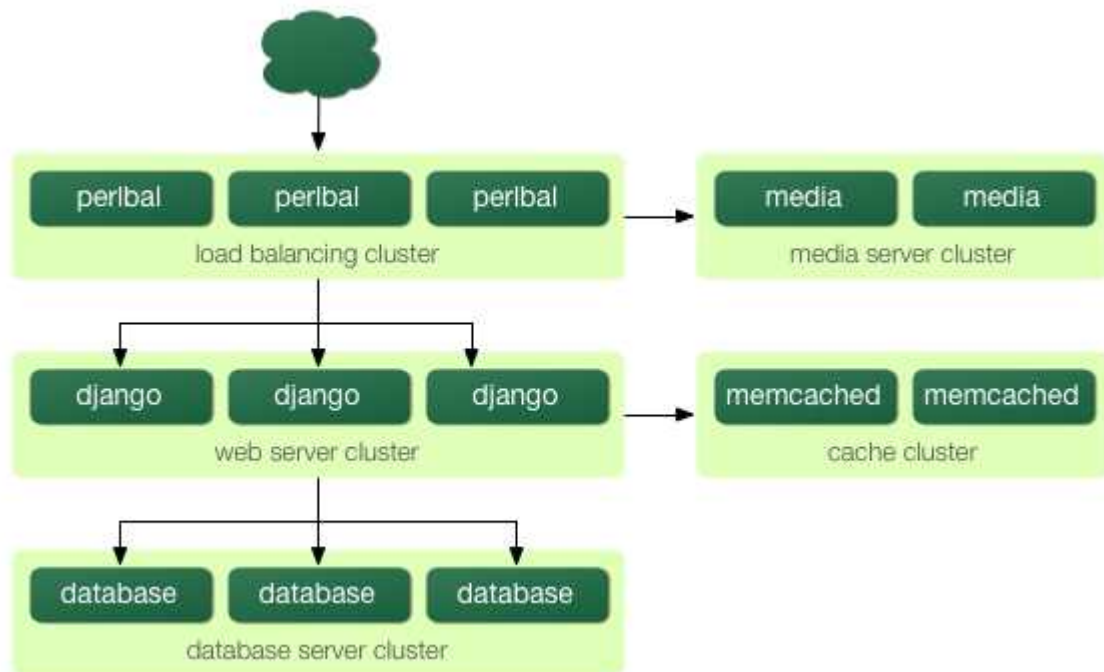 perlbal perlbal perlbal
load balancing cluster
media media
media server cluster
django django django
web server cluster
memcached memcached
cache cluster
database database database
database server cluster